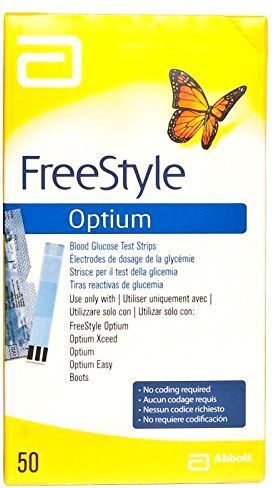 FreeStyle
Optium
Blood Glucose Test Strips
Électrodes de dosage de la glycémie
Strisce per il test della glicemia
Tiras reactivas de glucemia
Use only with | Utiliser uniquement avec |
Utilizzare solo con | Utilizar sólo con:
FreeStyle Optium
Optium Xceed
Optium
Optium Easy
Boots
• No coding required
• Aucun codage requis
• Nessun codice richiesto
• No requiere codificación
50
Abbott